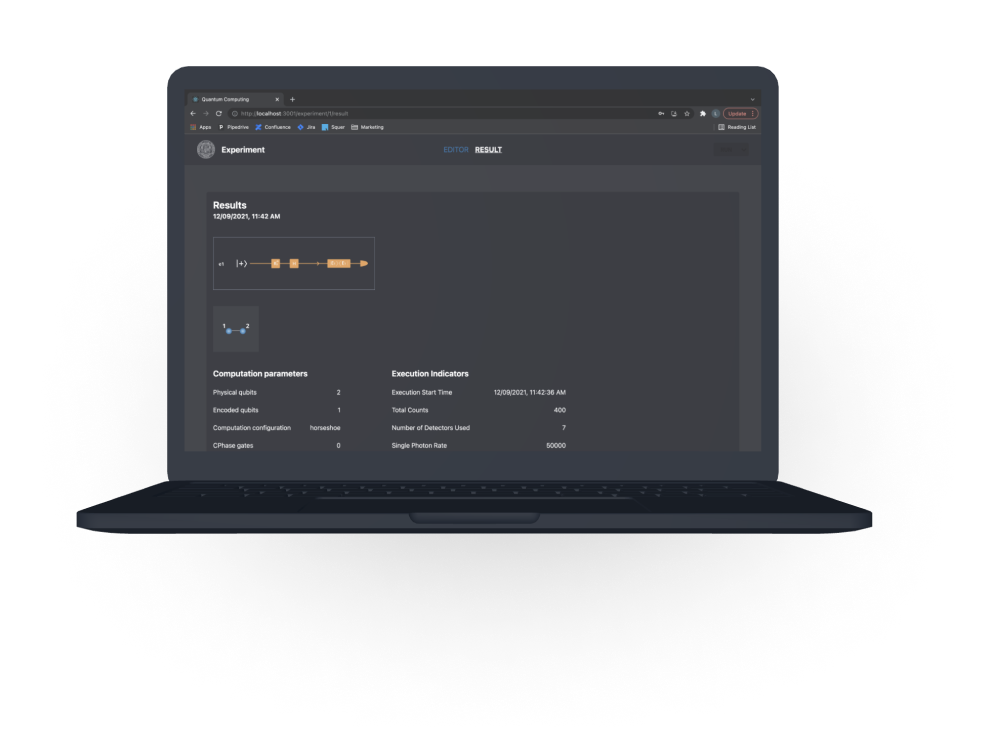 Quantum Computing
http://localhost:3001/experiment/1/result
Update
Apps Pipedrive Confluence Jira Squer Marketing
Reading List
Experiment EDITOR RESULT
Results
12/09/2021, 11:42 AM
|+⟩
1 2
Computation parameters
Physical qubits 2
Encoded qubits 1
Computation configuration horseshoe
CPhase gates 0
Execution Indicators
Execution Start Time 12/09/2021, 11:42:36 AM
Total Counts 400
Number of Detectors Used 7
Single Photon Rate 50000